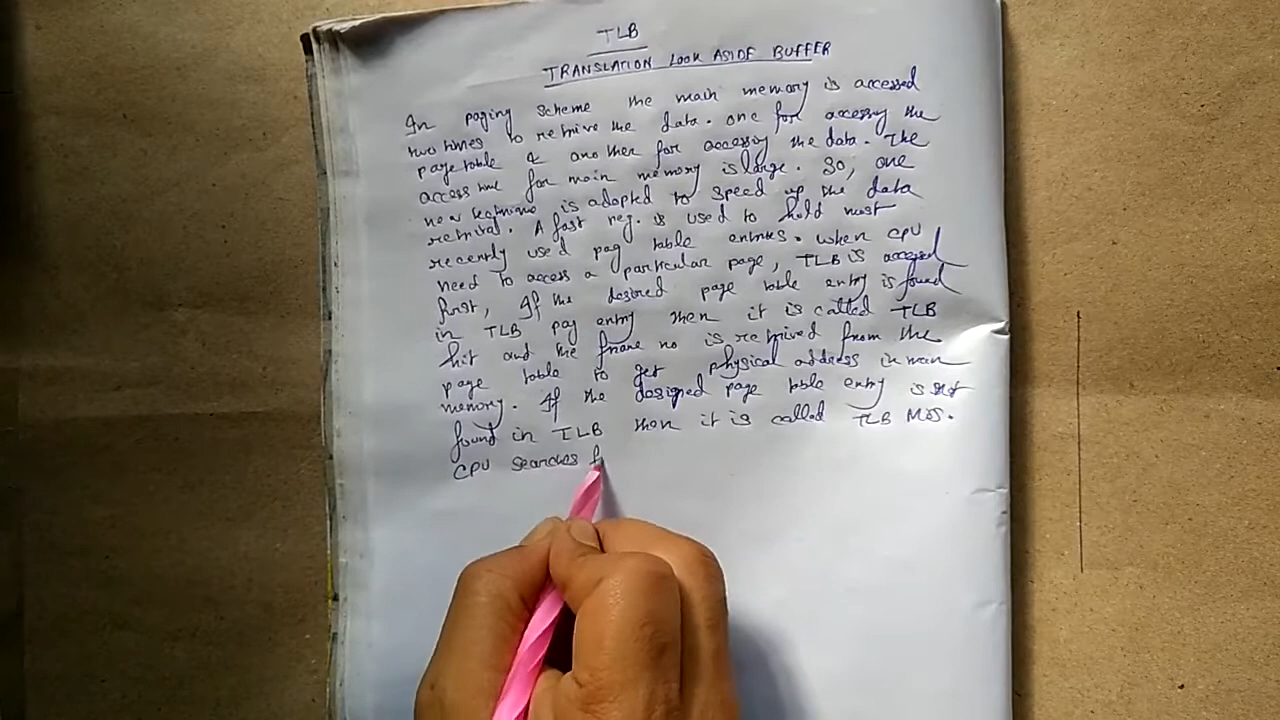 TLB
TRANSLATION LOOK ASIDE BUFFER
In paging scheme the main memory is accessed
two times to retrive the data. one for accessing the
page table & another for accessing the data. The
access time for main memory is large. So, one
new technique is adopted to speed up the data
retrival. A fast reg. is used to hold most
recently used pag table entries. when CPU
need to access a particular page, TLB is accessed
first, If the desired page table entry is found
in TLB pag entry then it is called TLB
hit and the frame no is retrived from the
page table to get physical address in main
memory. If the designed page table entry is not
found in TLB then it is called TLB Miss.
CPU searches f